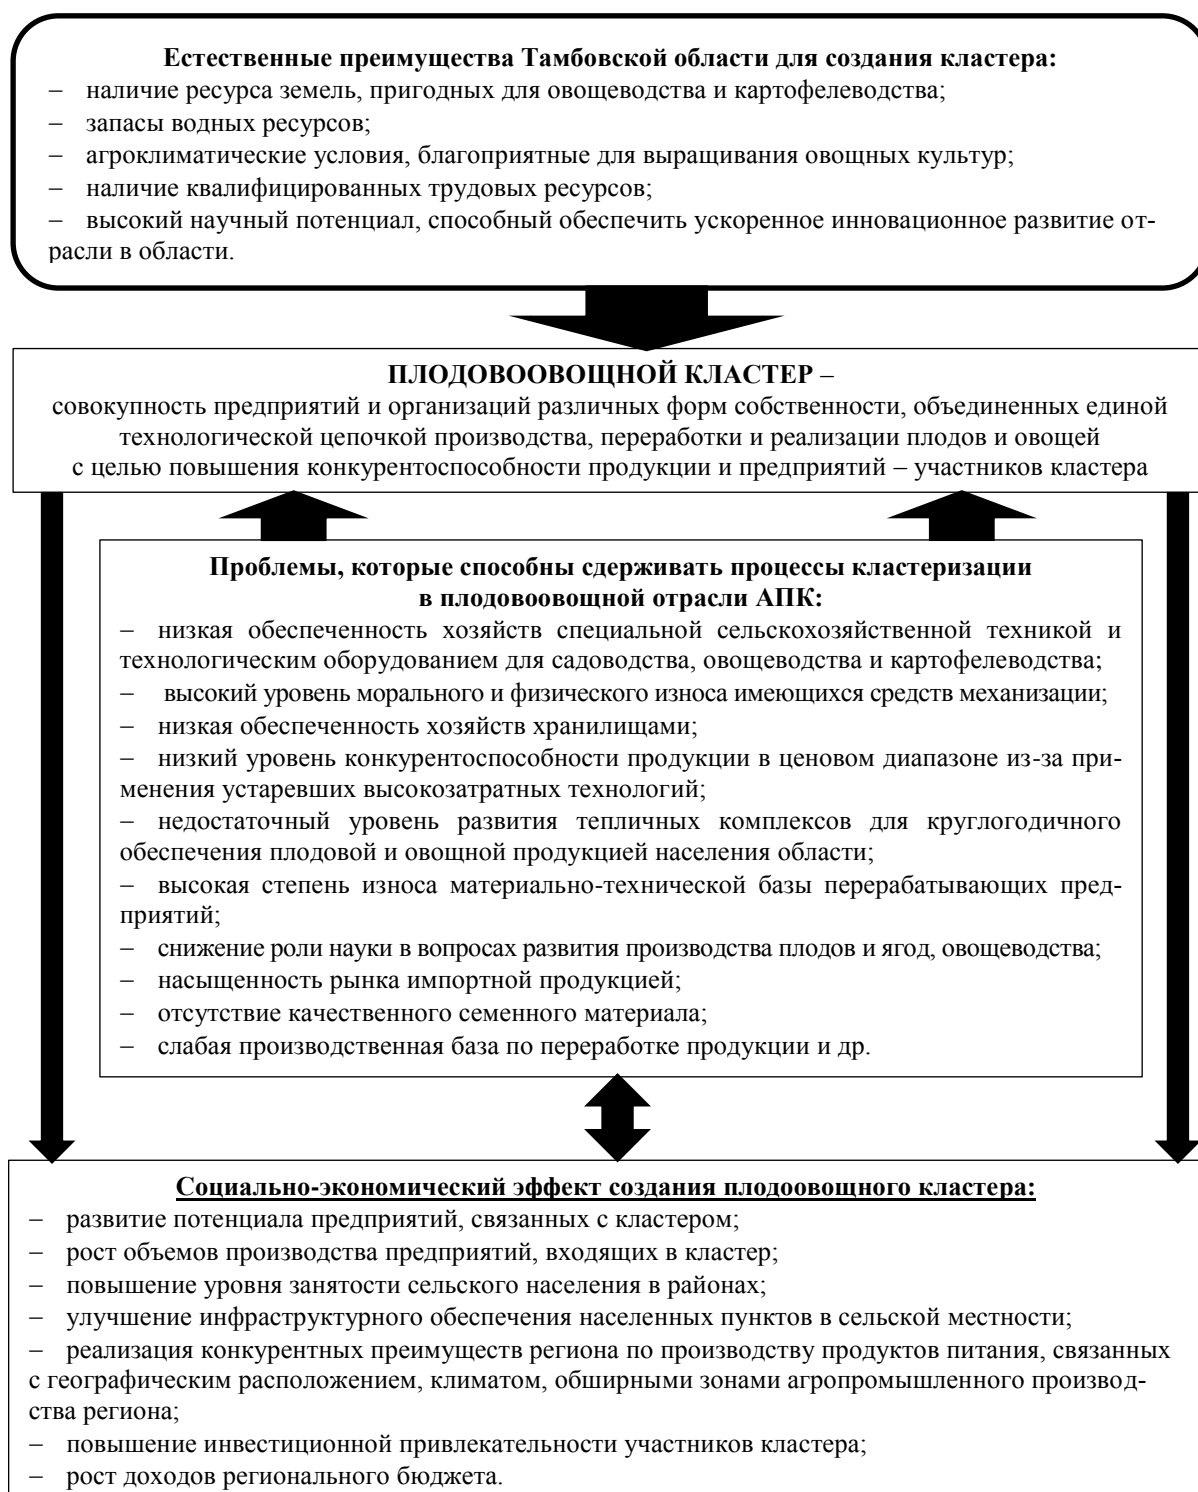 Естественные преимущества Тамбовской области для создания кластера:
– наличие ресурса земель, пригодных для овощеводства и картофелеводства;
– запасы водных ресурсов;
– агроклиматические условия, благоприятные для выращивания овощных культур;
– наличие квалифицированных трудовых ресурсов;
– высокий научный потенциал, способный обеспечить ускоренное инновационное развитие от-
расли в области.
ПЛОДОВООВОЩНОЙ КЛАСТЕР –
совокупность предприятий и организаций различных форм собственности, объединенных единой
технологической цепочкой производства, переработки и реализации плодов и овощей
с целью повышения конкурентоспособности продукции и предприятий – участников кластера
Проблемы, которые способны сдерживать процессы кластеризации
в плодовоовощной отрасли АПК:
– низкая обеспеченность хозяйств специальной сельскохозяйственной техникой и
технологическим оборудованием для садоводства, овощеводства и картофелеводства;
– высокий уровень морального и физического износа имеющихся средств механизации;
– низкая обеспеченность хозяйств хранилищами;
– низкий уровень конкурентоспособности продукции в ценовом диапазоне из-за при-
менения устаревших высокозатратных технологий;
– недостаточный уровень развития тепличных комплексов для круглогодичного
обеспечения плодовой и овощной продукцией населения области;
– высокая степень износа материально-технической базы перерабатывающих пред-
приятий;
– снижение роли науки в вопросах развития производства плодов и ягод, овощеводства;
– насыщенность рынка импортной продукцией;
– отсутствие качественного семенного материала;
– слабая производственная база по переработке продукции и др.
Социально-экономический эффект создания плодоовощного кластера:
– развитие потенциала предприятий, связанных с кластером;
– рост объемов производства предприятий, входящих в кластер;
– повышение уровня занятости сельского населения в районах;
– улучшение инфраструктурного обеспечения населенных пунктов в сельской местности;
– реализация конкурентных преимуществ региона по производству продуктов питания, связанных
с географическим расположением, климатом, обширными зонами агропромышленного производ-
ства региона;
– повышение инвестиционной привлекательности участников кластера;
– рост доходов регионального бюджета.